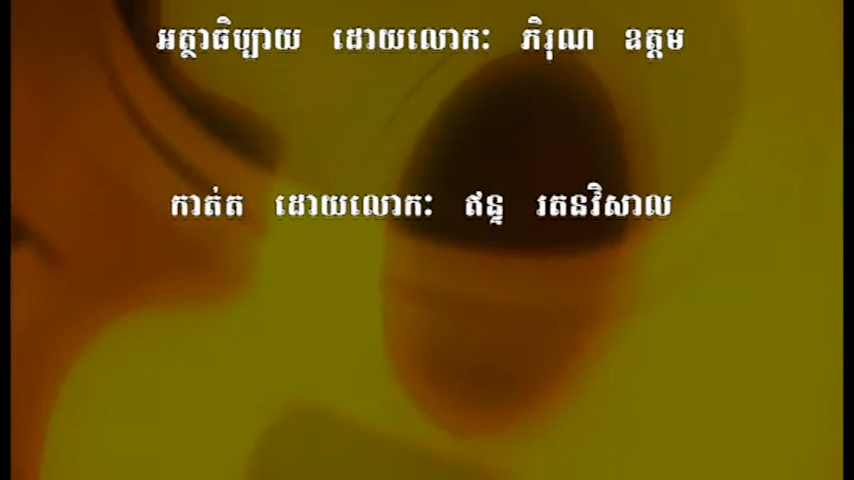 អត្ថាធិប្បាយ ដោយលោក: ភិរុណ ឧត្តម
កាត់ត ដោយលោក: ឥន្ទ រតនវិសាល